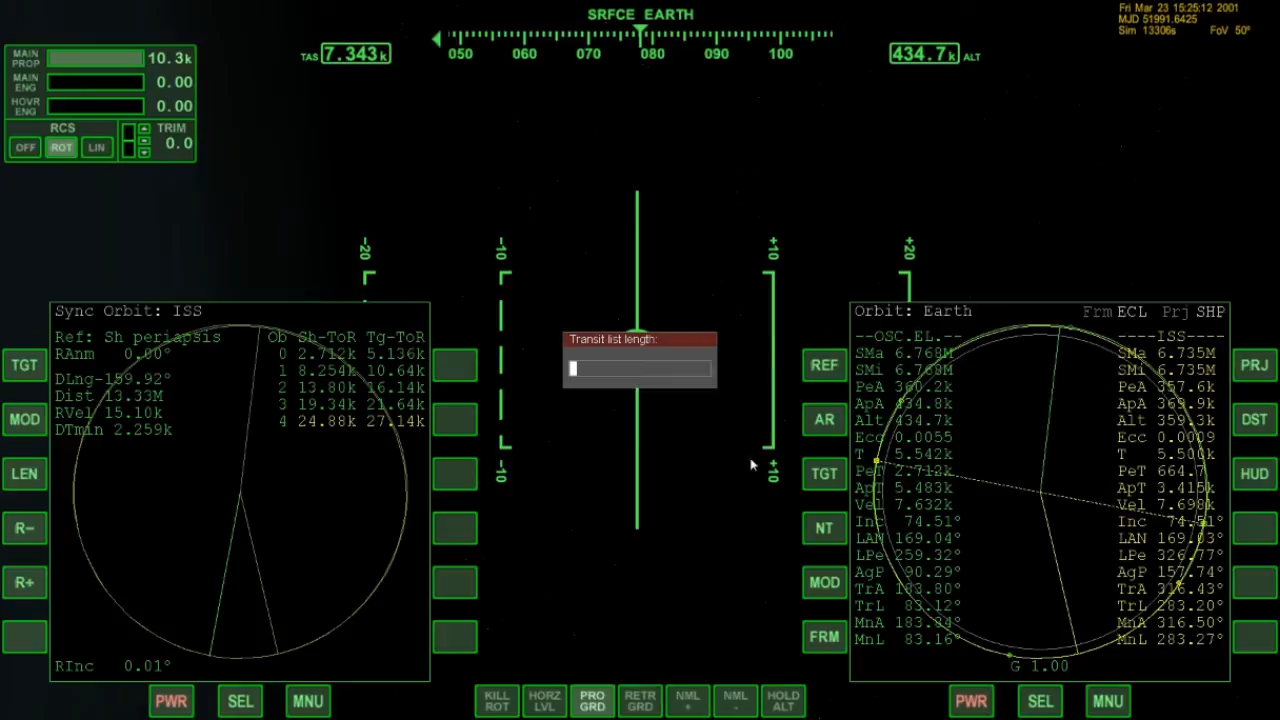 SRFCE EARTH
Fri Mar 23 15:25:12 2001
MJD 51991.6425
Sim 13306s FoV 50°
TAS 7.343k
050 060 070 080 090 100
434.7k ALT
MAIN PROP 10.3k
MAIN ENG 0.00
HOVR ENG 0.00
RCS TRIM
OFF ROT LIN 0.0
-20 -10 +10 +20
-10 +10
Transit list length:
Sync Orbit: ISS
Ref: Sh periapsis Ob Sh-ToR Tg-ToR
RAnm 0.00° 0 2.712k 5.136k
1 8.254k 10.64k
DLng-159.92° 2 13.80k 16.14k
Dist 13.33M 3 19.34k 21.64k
RVel 15.10k 4 24.88k 27.14k
DTmin 2.259k
RInc 0.01°
TGT
MOD
LEN
R-
R+
PWR SEL MNU
KILL ROT
HORZ LVL
PRO GRD
RETR GRD
NML +
NML -
HOLD ALT
Orbit: Earth Frm ECL Prj SHP
--OSC.EL.-- --ISS--
SMa 6.768M SMa 6.735M
SMi 6.768M SMi 6.735M
PeA 360.2k PeA 357.6k
ApA 434.8k ApA 369.9k
Alt 434.7k Alt 359.3k
Ecc 0.0055 Ecc 0.0009
T 5.542k T 5.500k
PeT 2.712k PeT 664.7
ApT 5.483k ApT 3.415k
Vel 7.632k Vel 7.698k
Inc 74.51° Inc 74.51°
LAN 169.04° LAN 169.03°
LPe 259.32° LPe 326.77°
AgP 90.29° AgP 157.74°
TrA 183.80° TrA 316.43°
TrL 83.12° TrL 283.20°
MnA 183.84° MnA 316.50°
MnL 83.16° MnL 283.27°
G 1.00
REF
AR
TGT
NT
MOD
FRM
PRJ
DST
HUD
PWR SEL MNU